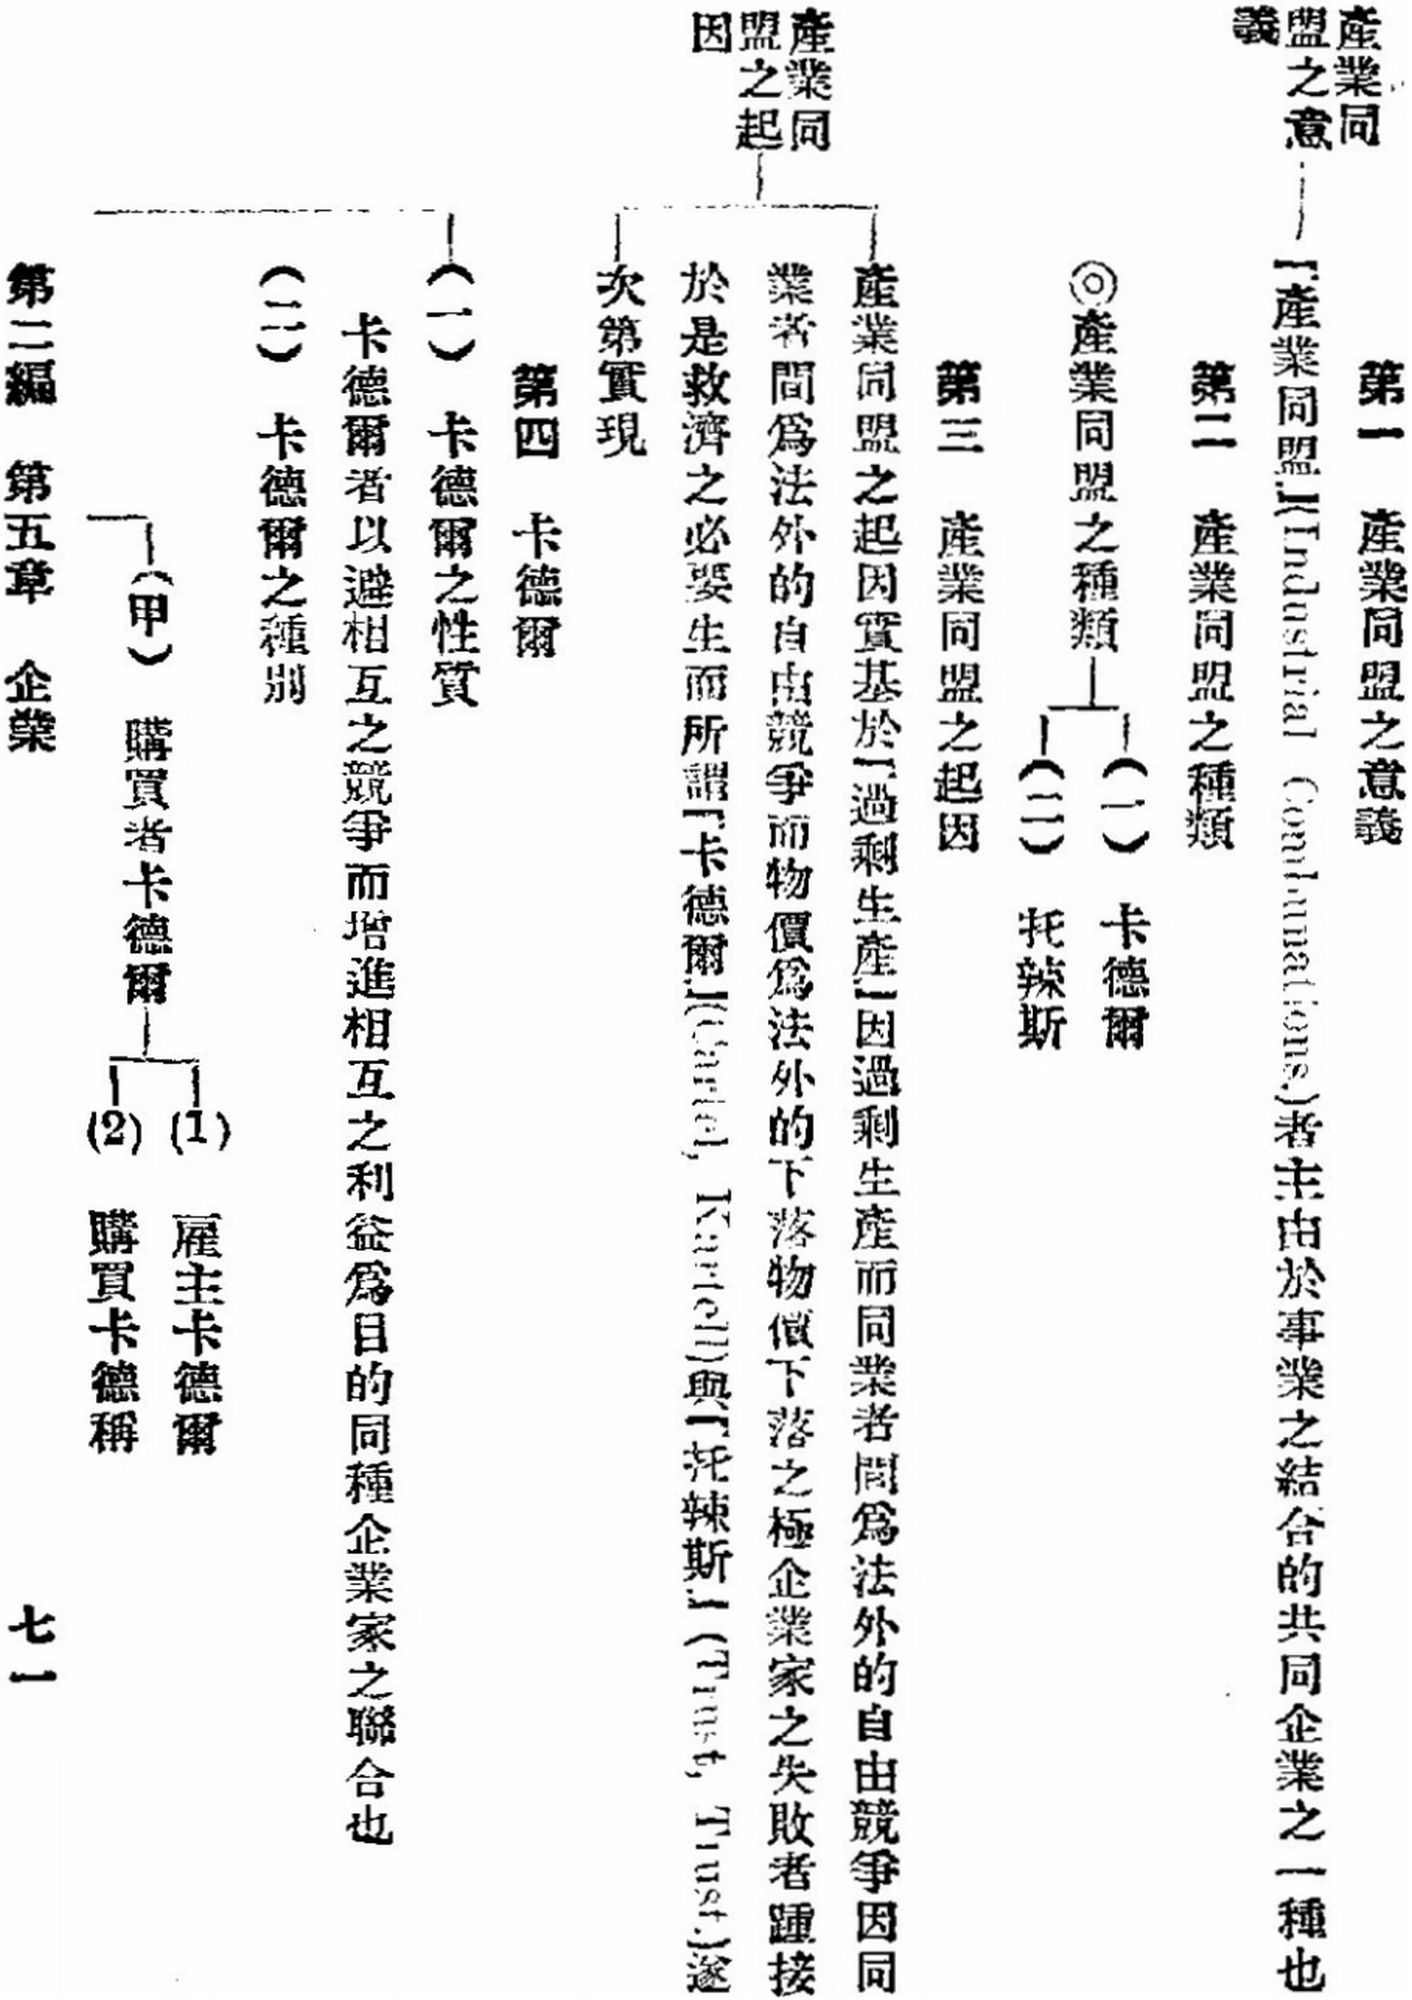 第一　產業同盟之意義
產業同
盟之意
義
【產業同盟】(Industrial Combinations.)者主由於事業之結合的共同企業之一種也
第二　產業同盟之種類
◎產業同盟之種類
(一)　卡德爾
(二)　托辣斯
第三　產業同盟之起因
產業同
盟之起
因
產業同盟之起因實基於【過剩生產】因過剩生產而同業者間爲法外的自由競爭因同
業者間爲法外的自由競爭而物價爲法外的下落物價下落之極企業家之失敗者踵接
於是救濟之必要生而所謂【卡德爾】(Cartel, Kartell)與【托辣斯】(Trust, Trust.)遂
次第實現
第四　卡德爾
(一)　卡德爾之性質
卡德爾者以避相互之競爭而增進相互之利益爲目的同種企業家之聯合也
(二)　卡德爾之種別
(甲)　購買者卡德爾
(1)　雇主卡德爾
(2)　購買卡德稱
第二編　第五章　企業
七一